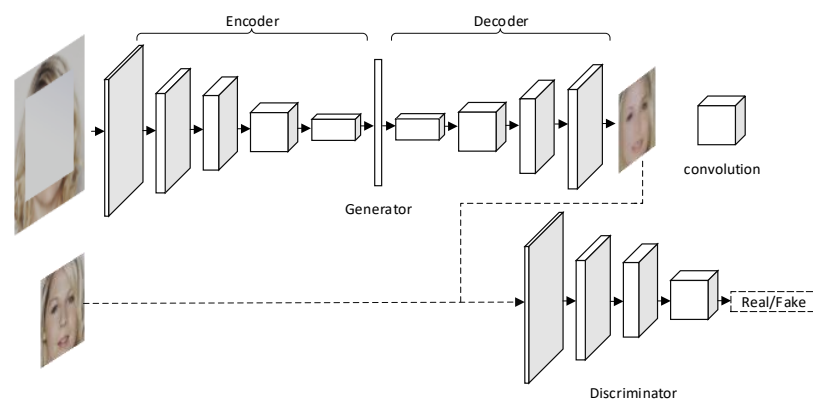 Encoder
Decoder
Generator
convolution
Real/Fake
Discriminator